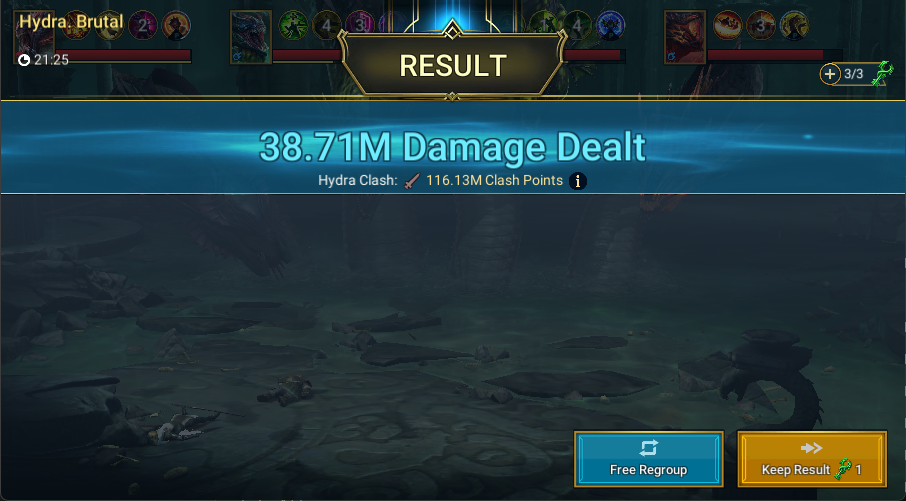 Hydra. Brutal
2
4
3
4
4
3
21:25
RESULT
3/3
38.71M Damage Dealt
Hydra Clash: 116.13M Clash Points
Free Regroup
Keep Result 1